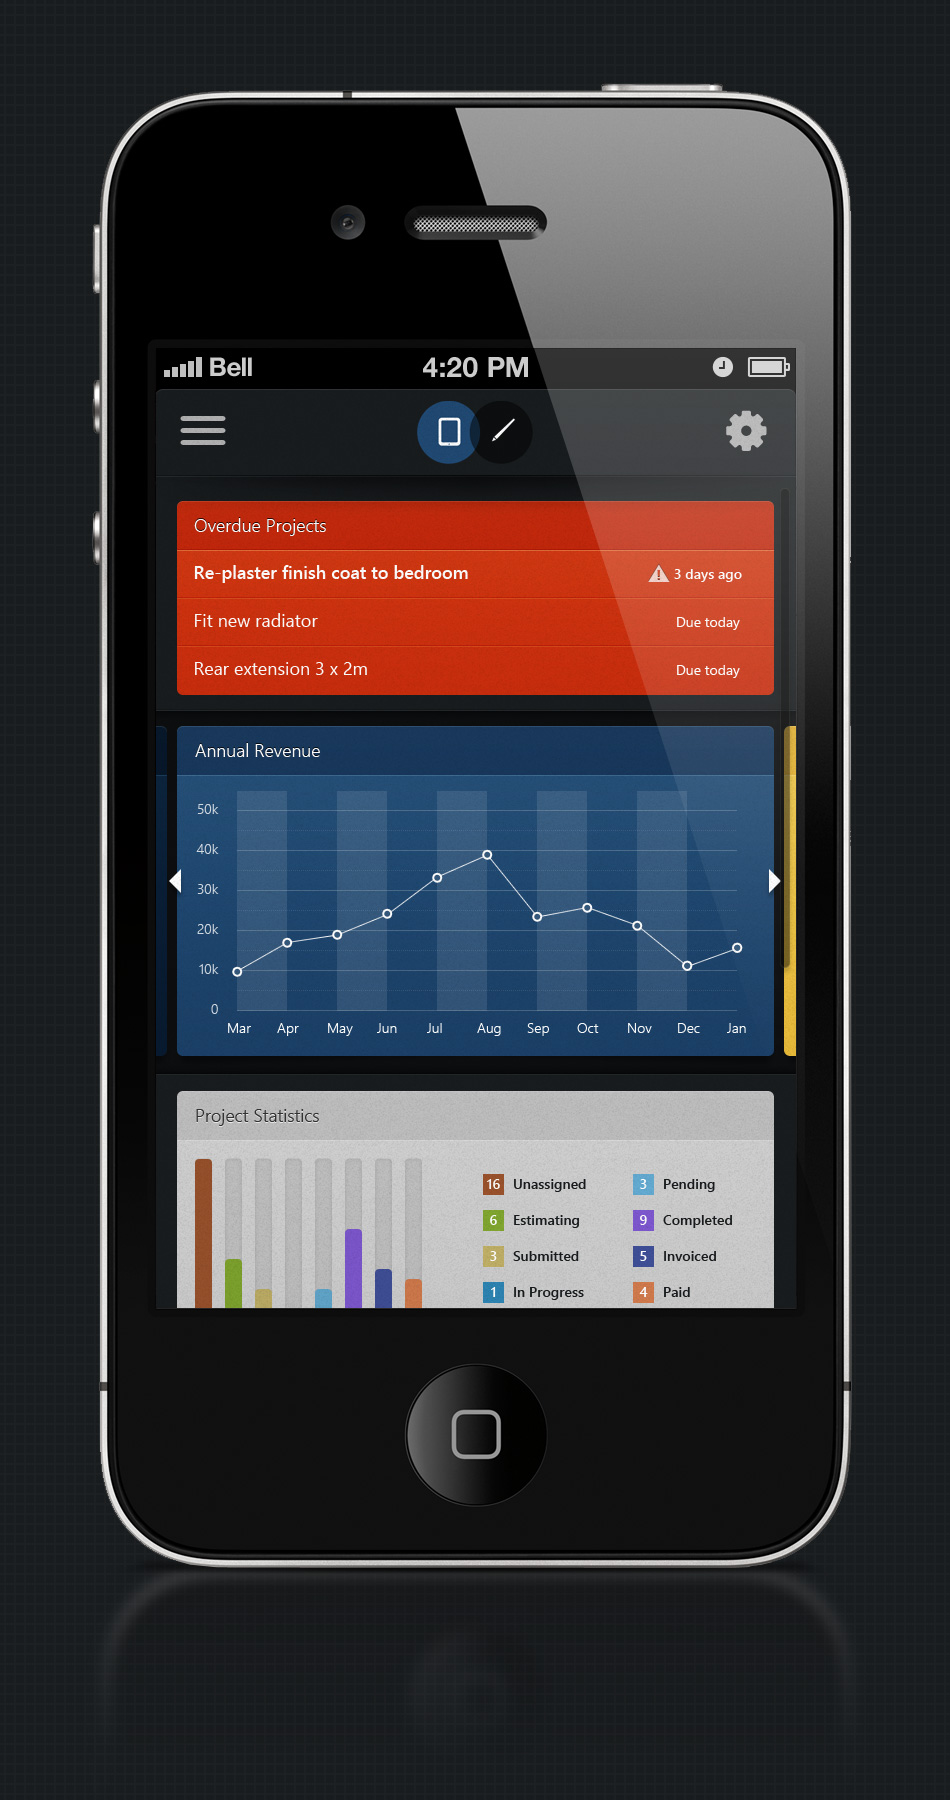 Bell 4:20 PM
Overdue Projects
Re-plaster finish coat to bedroom 3 days ago
Fit new radiator Due today
Rear extension 3 x 2m Due today
Annual Revenue
50k
40k
30k
20k
10k
0
Mar Apr May Jun Jul Aug Sep Oct Nov Dec Jan
Project Statistics
16 Unassigned 3 Pending
6 Estimating 9 Completed
3 Submitted 5 Invoiced
1 In Progress 4 Paid